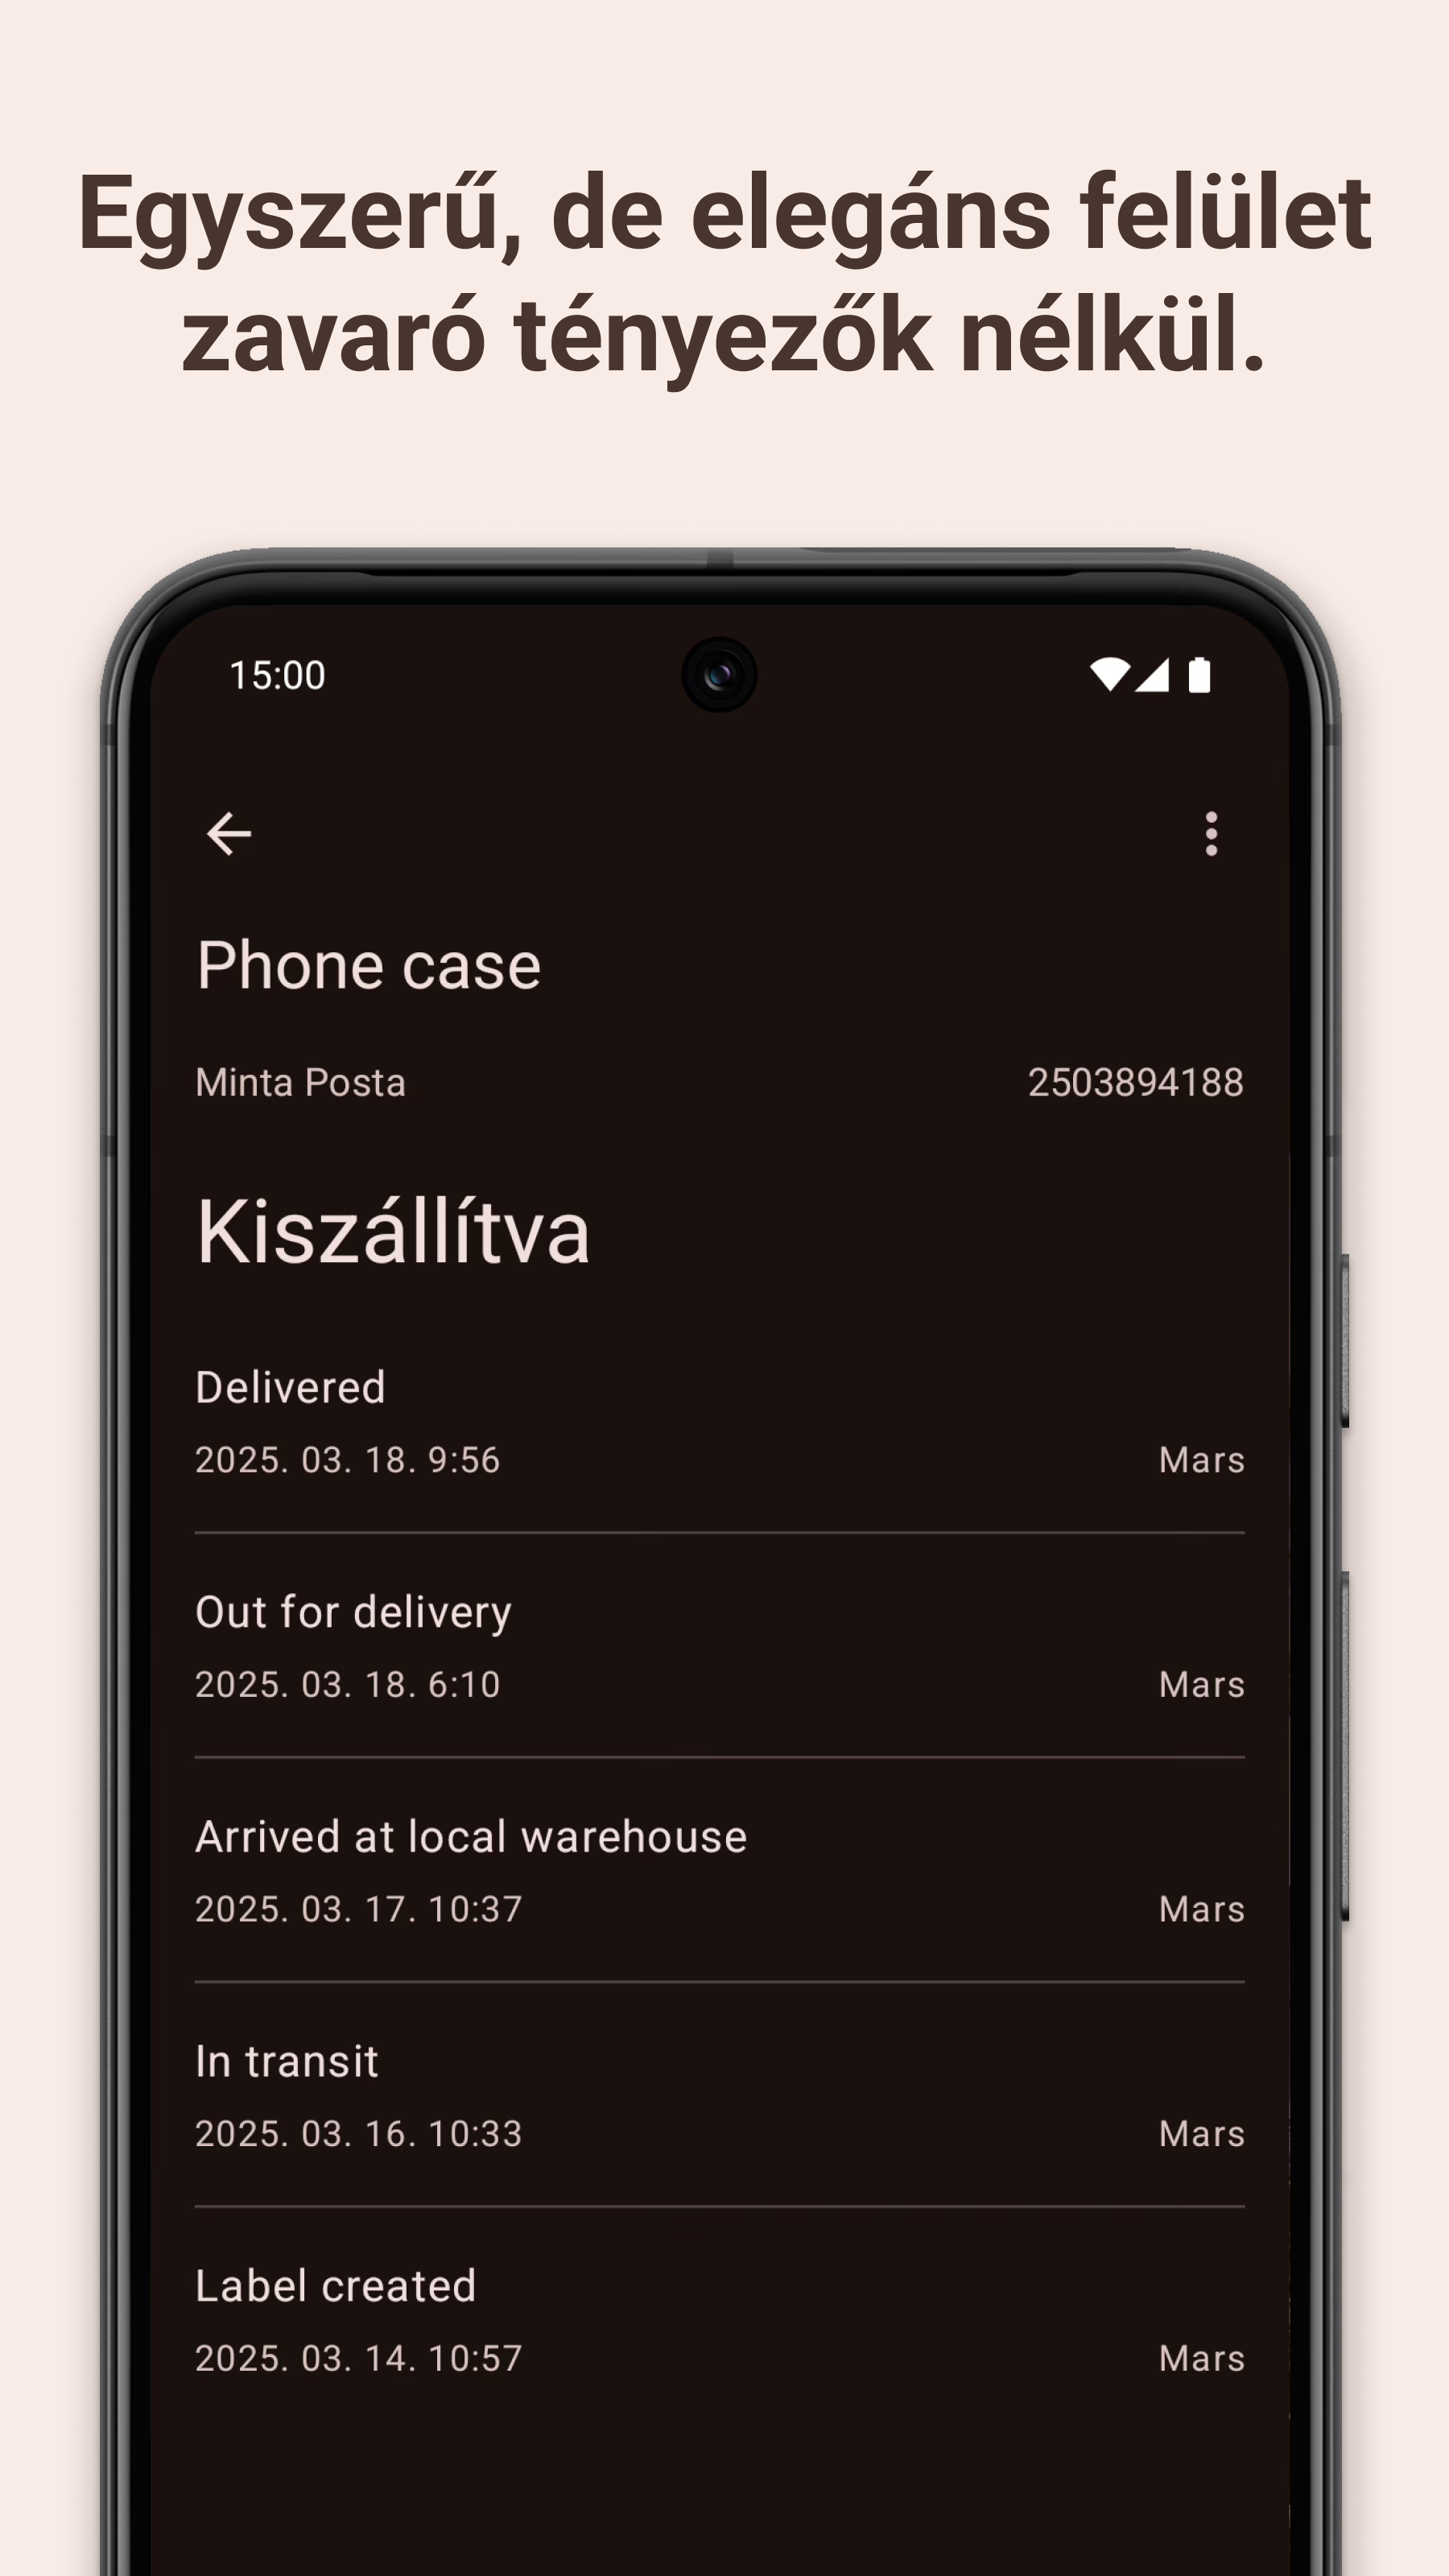 Egyszerű, de elegáns felület
zavaró tényezők nélkül.
15:00
Phone case
Minta Posta 2503894188
Kiszállítva
Delivered
2025. 03. 18. 9:56 Mars
Out for delivery
2025. 03. 18. 6:10 Mars
Arrived at local warehouse
2025. 03. 17. 10:37 Mars
In transit
2025. 03. 16. 10:33 Mars
Label created
2025. 03. 14. 10:57 Mars